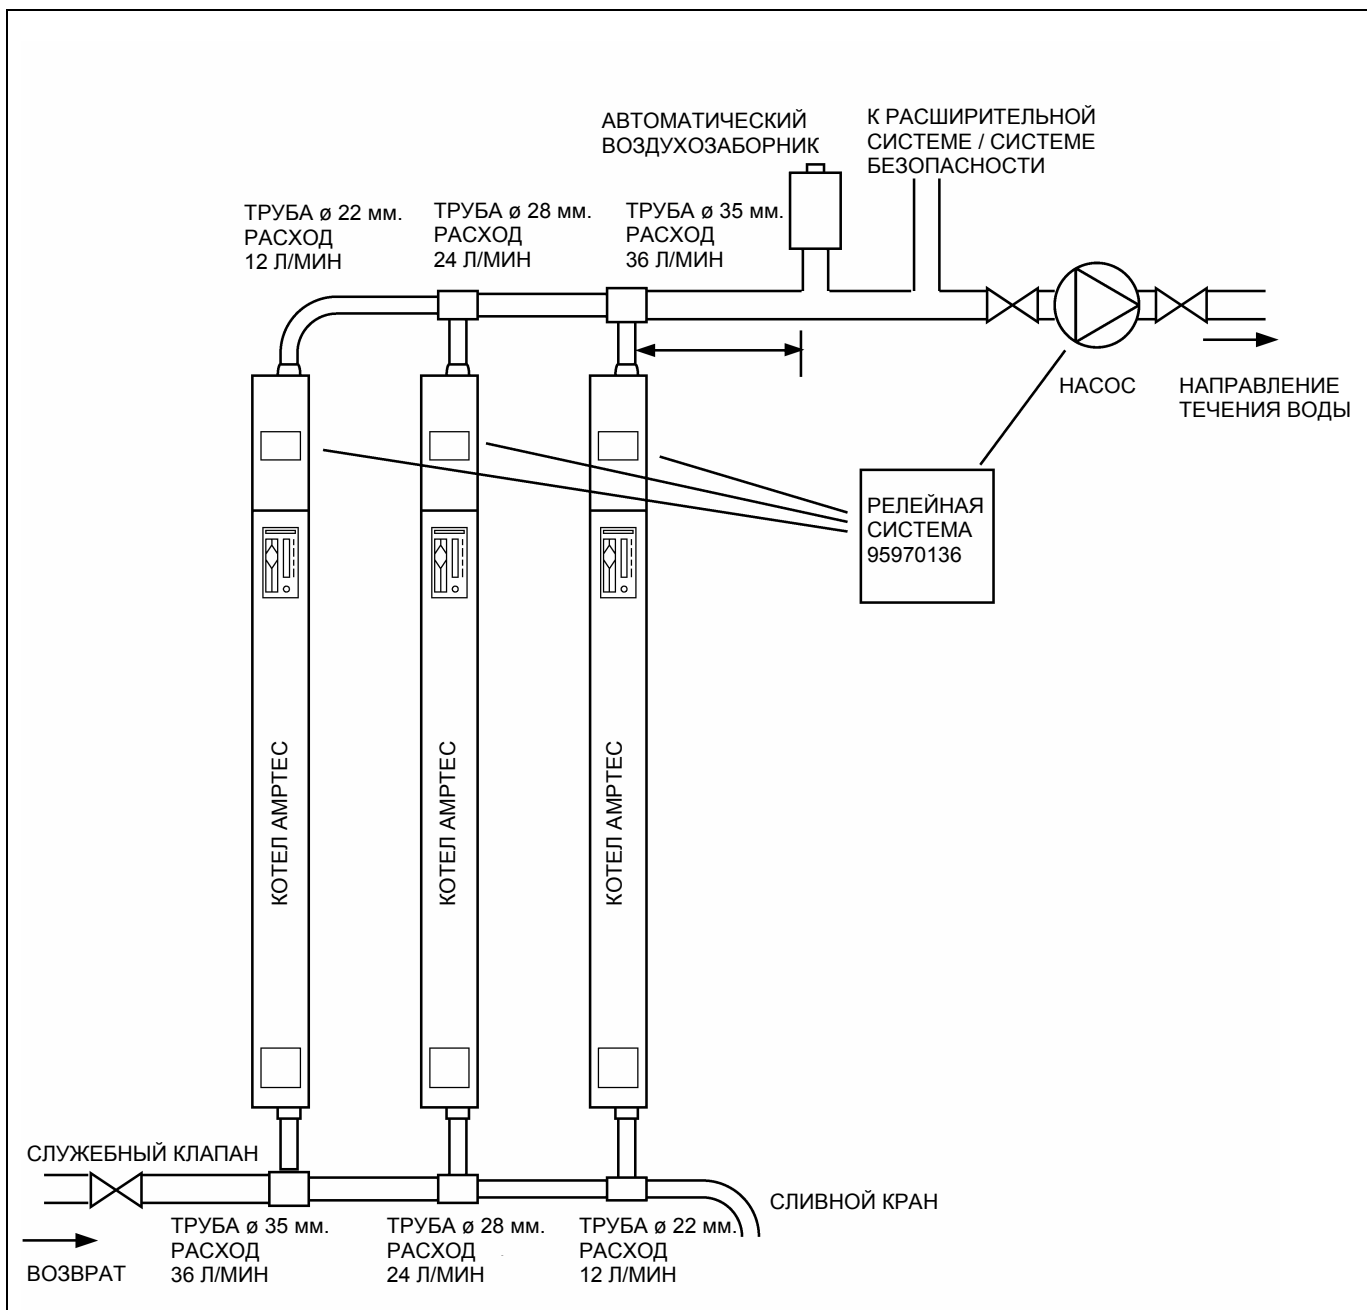 АВТОМАТИЧЕСКИЙ
ВОЗДУХОЗАБОРНИК
К РАСШИРИТЕЛЬНОЙ
СИСТЕМЕ / СИСТЕМЕ
БЕЗОПАСНОСТИ
ТРУБА ø 22 мм.
РАСХОД
12 Л/МИН
ТРУБА ø 28 мм.
РАСХОД
24 Л/МИН
ТРУБА ø 35 мм.
РАСХОД
36 Л/МИН
НАСОС
НАПРАВЛЕНИЕ
ТЕЧЕНИЯ ВОДЫ
РЕЛЕЙНАЯ
СИСТЕМА
95970136
КОТЕЛ АМРТЕС
КОТЕЛ АМРТЕС
КОТЕЛ АМРТЕС
СЛУЖЕБНЫЙ КЛАПАН
СЛИВНОЙ КРАН
ВОЗВРАТ
ТРУБА ø 35 мм.
РАСХОД
36 Л/МИН
ТРУБА ø 28 мм.
РАСХОД
24 Л/МИН
ТРУБА ø 22 мм.
РАСХОД
12 Л/МИН